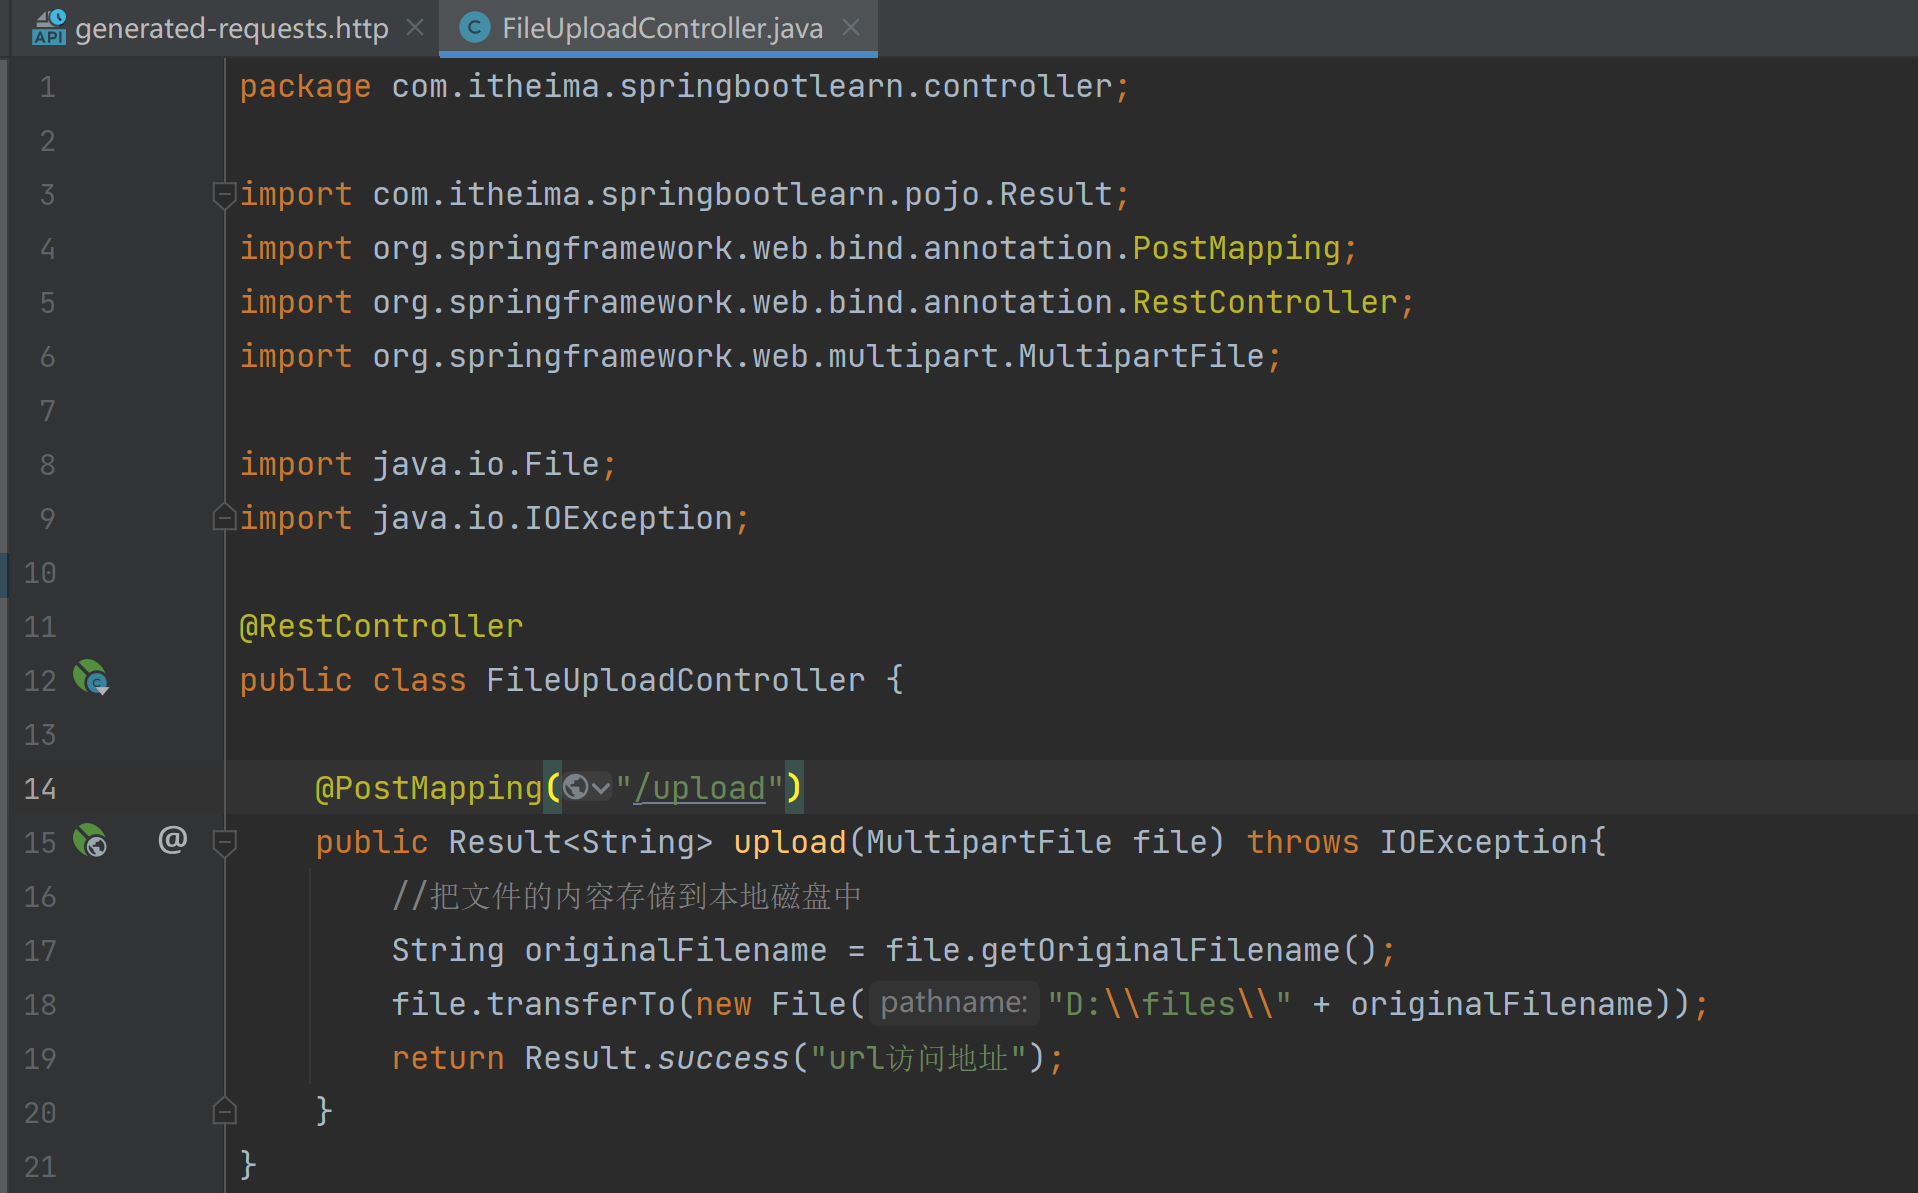 API generated-requests.http
C FileUploadController.java
1 package com.itheima.springbootlearn.controller;
2
3 import com.itheima.springbootlearn.pojo.Result;
4 import org.springframework.web.bind.annotation.PostMapping;
5 import org.springframework.web.bind.annotation.RestController;
6 import org.springframework.web.multipart.MultipartFile;
7
8 import java.io.File;
9 import java.io.IOException;
10
11 @RestController
12 public class FileUploadController {
13
14 @PostMapping("/upload")
15 @ public Result<String> upload(MultipartFile file) throws IOException{
16 //把文件的内容存储到本地磁盘中
17 String originalFilename = file.getOriginalFilename();
18 file.transferTo(new File( pathname: "D:\\files\\" + originalFilename));
19 return Result.success("url访问地址");
20 }
21 }